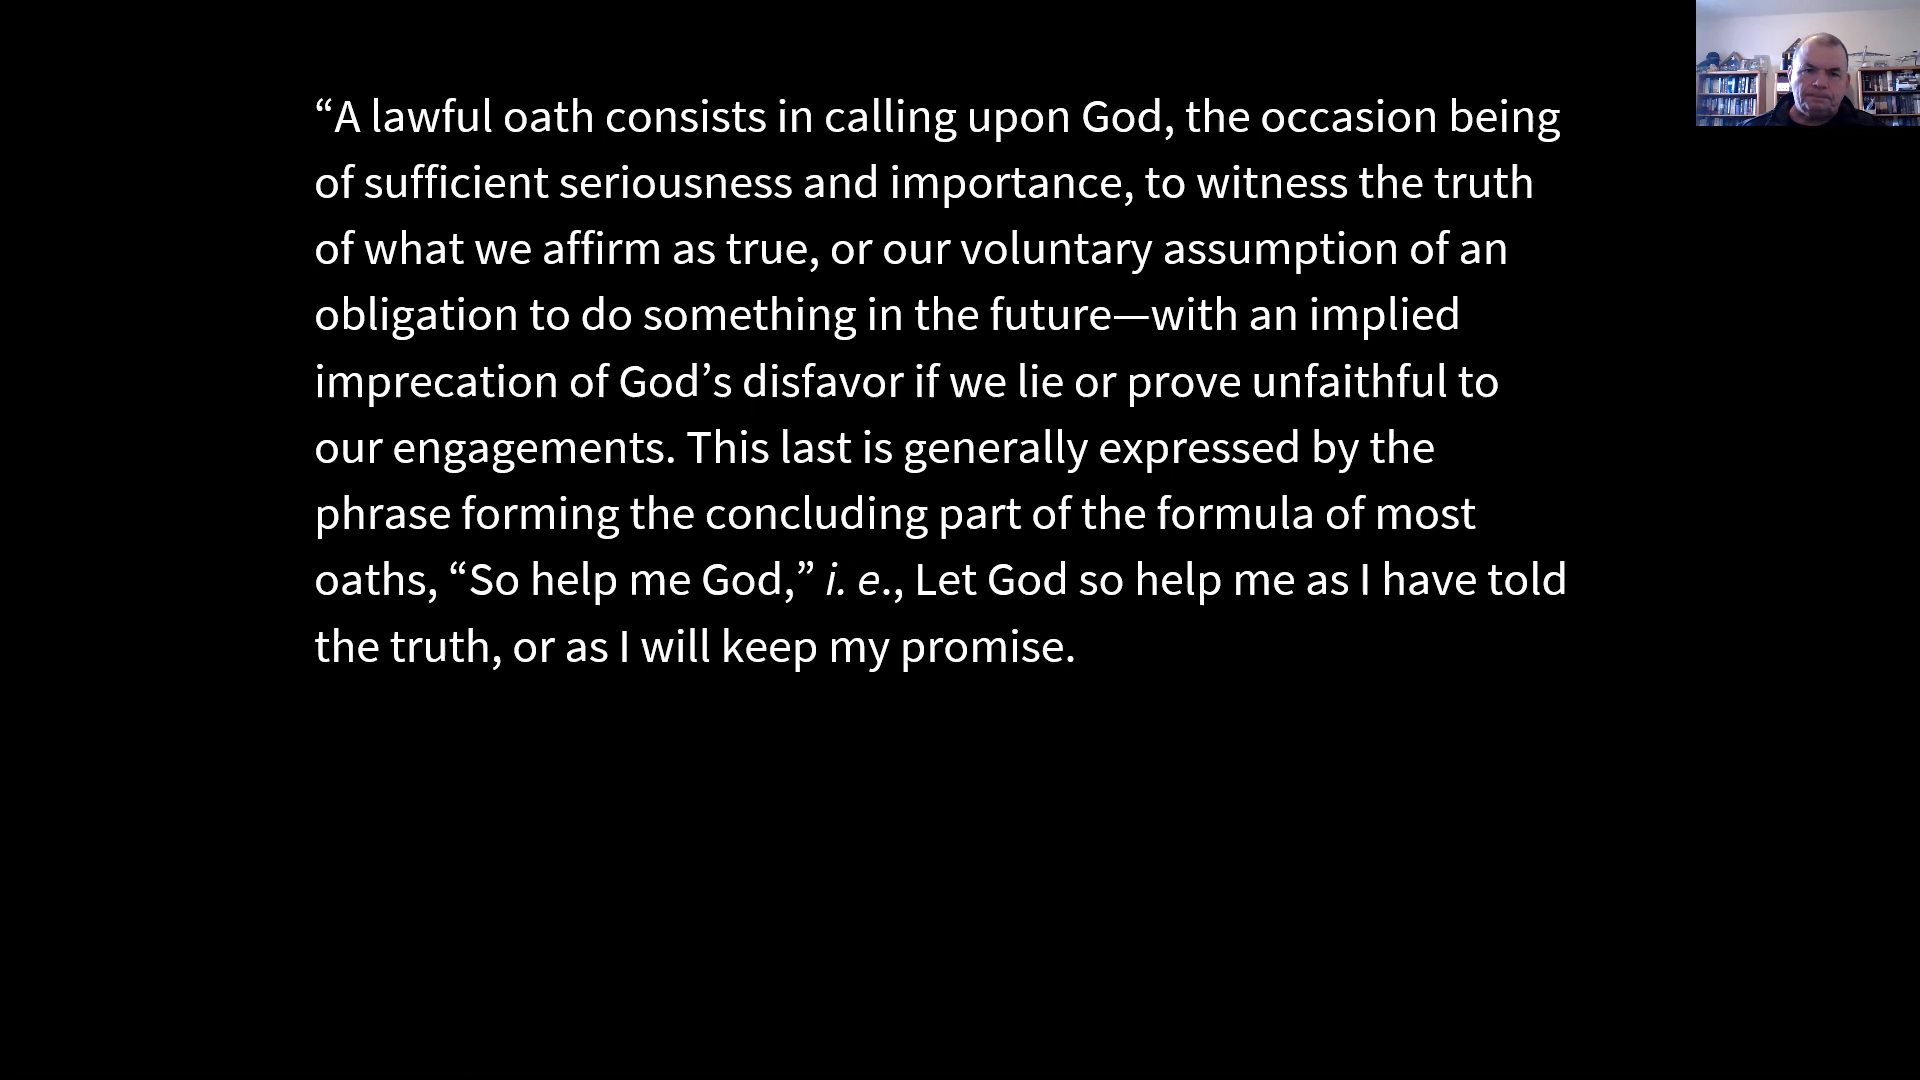 “A lawful oath consists in calling upon God, the occasion being
of sufficient seriousness and importance, to witness the truth
of what we affirm as true, or our voluntary assumption of an
obligation to do something in the future—with an implied
imprecation of God’s disfavor if we lie or prove unfaithful to
our engagements. This last is generally expressed by the
phrase forming the concluding part of the formula of most
oaths, “So help me God,” i. e., Let God so help me as I have told
the truth, or as I will keep my promise.